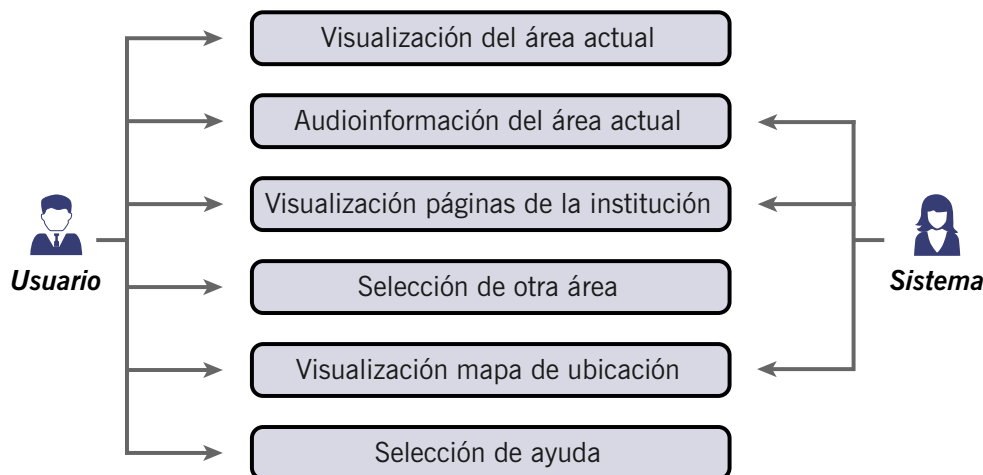 Visualización del área actual
Audioinformación del área actual
Visualización páginas de la institución
Usuario
Sistema
Selección de otra área
Visualización mapa de ubicación
Selección de ayuda